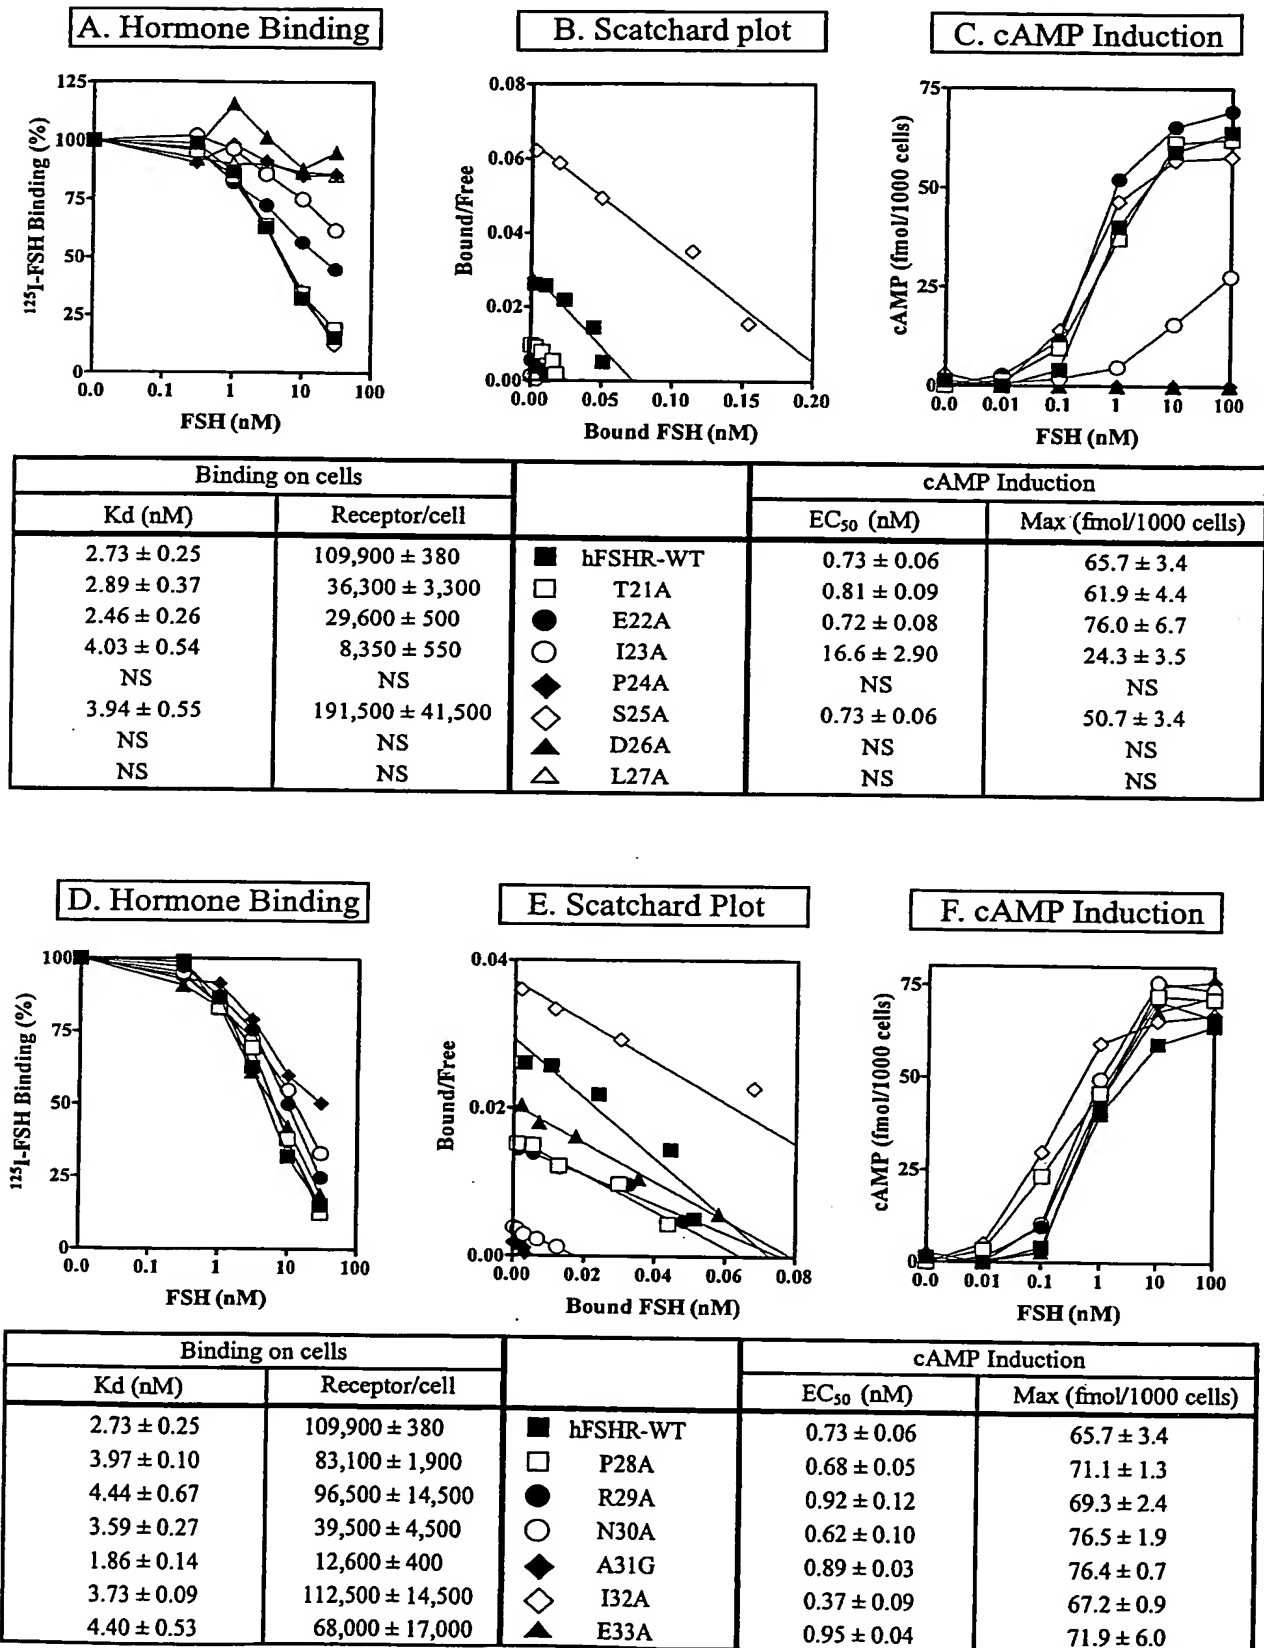 A. Hormone Binding
B. Scatchard plot
C. cAMP Induction
125
100
75
50
25
0
125I-FSH Binding (%)
0.0 0.1 1 10 100
FSH (nM)
0.08
0.06
0.04
0.02
0.00
Bound/Free
0.00 0.05 0.10 0.15 0.20
Bound FSH (nM)
75
50
25
0
cAMP (fmol/1000 cells)
0.0 0.01 0.1 1 10 100
FSH (nM)
Binding on cells cAMP Induction
Kd (nM) Receptor/cell EC50 (nM) Max (fmol/1000 cells)
2.73 ± 0.25 109,900 ± 380 hFSHR-WT 0.73 ± 0.06 65.7 ± 3.4
2.89 ± 0.37 36,300 ± 3,300 T21A 0.81 ± 0.09 61.9 ± 4.4
2.46 ± 0.26 29,600 ± 500 E22A 0.72 ± 0.08 76.0 ± 6.7
4.03 ± 0.54 8,350 ± 550 I23A 16.6 ± 2.90 24.3 ± 3.5
NS NS P24A NS NS
3.94 ± 0.55 191,500 ± 41,500 S25A 0.73 ± 0.06 50.7 ± 3.4
NS NS D26A NS NS
NS NS L27A NS NS
D. Hormone Binding
E. Scatchard Plot
F. cAMP Induction
100
75
50
25
0
125I-FSH Binding (%)
0.0 0.1 1 10 100
FSH (nM)
0.04
0.02
0.00
Bound/Free
0.00 0.02 0.04 0.06 0.08
Bound FSH (nM)
75
50
25
0
cAMP (fmol/1000 cells)
0.0 0.01 0.1 1 10 100
FSH (nM)
Binding on cells cAMP Induction
Kd (nM) Receptor/cell EC50 (nM) Max (fmol/1000 cells)
2.73 ± 0.25 109,900 ± 380 hFSHR-WT 0.73 ± 0.06 65.7 ± 3.4
3.97 ± 0.10 83,100 ± 1,900 P28A 0.68 ± 0.05 71.1 ± 1.3
4.44 ± 0.67 96,500 ± 14,500 R29A 0.92 ± 0.12 69.3 ± 2.4
3.59 ± 0.27 39,500 ± 4,500 N30A 0.62 ± 0.10 76.5 ± 1.9
1.86 ± 0.14 12,600 ± 400 A31G 0.89 ± 0.03 76.4 ± 0.7
3.73 ± 0.09 112,500 ± 14,500 I32A 0.37 ± 0.09 67.2 ± 0.9
4.40 ± 0.53 68,000 ± 17,000 E33A 0.95 ± 0.04 71.9 ± 6.0